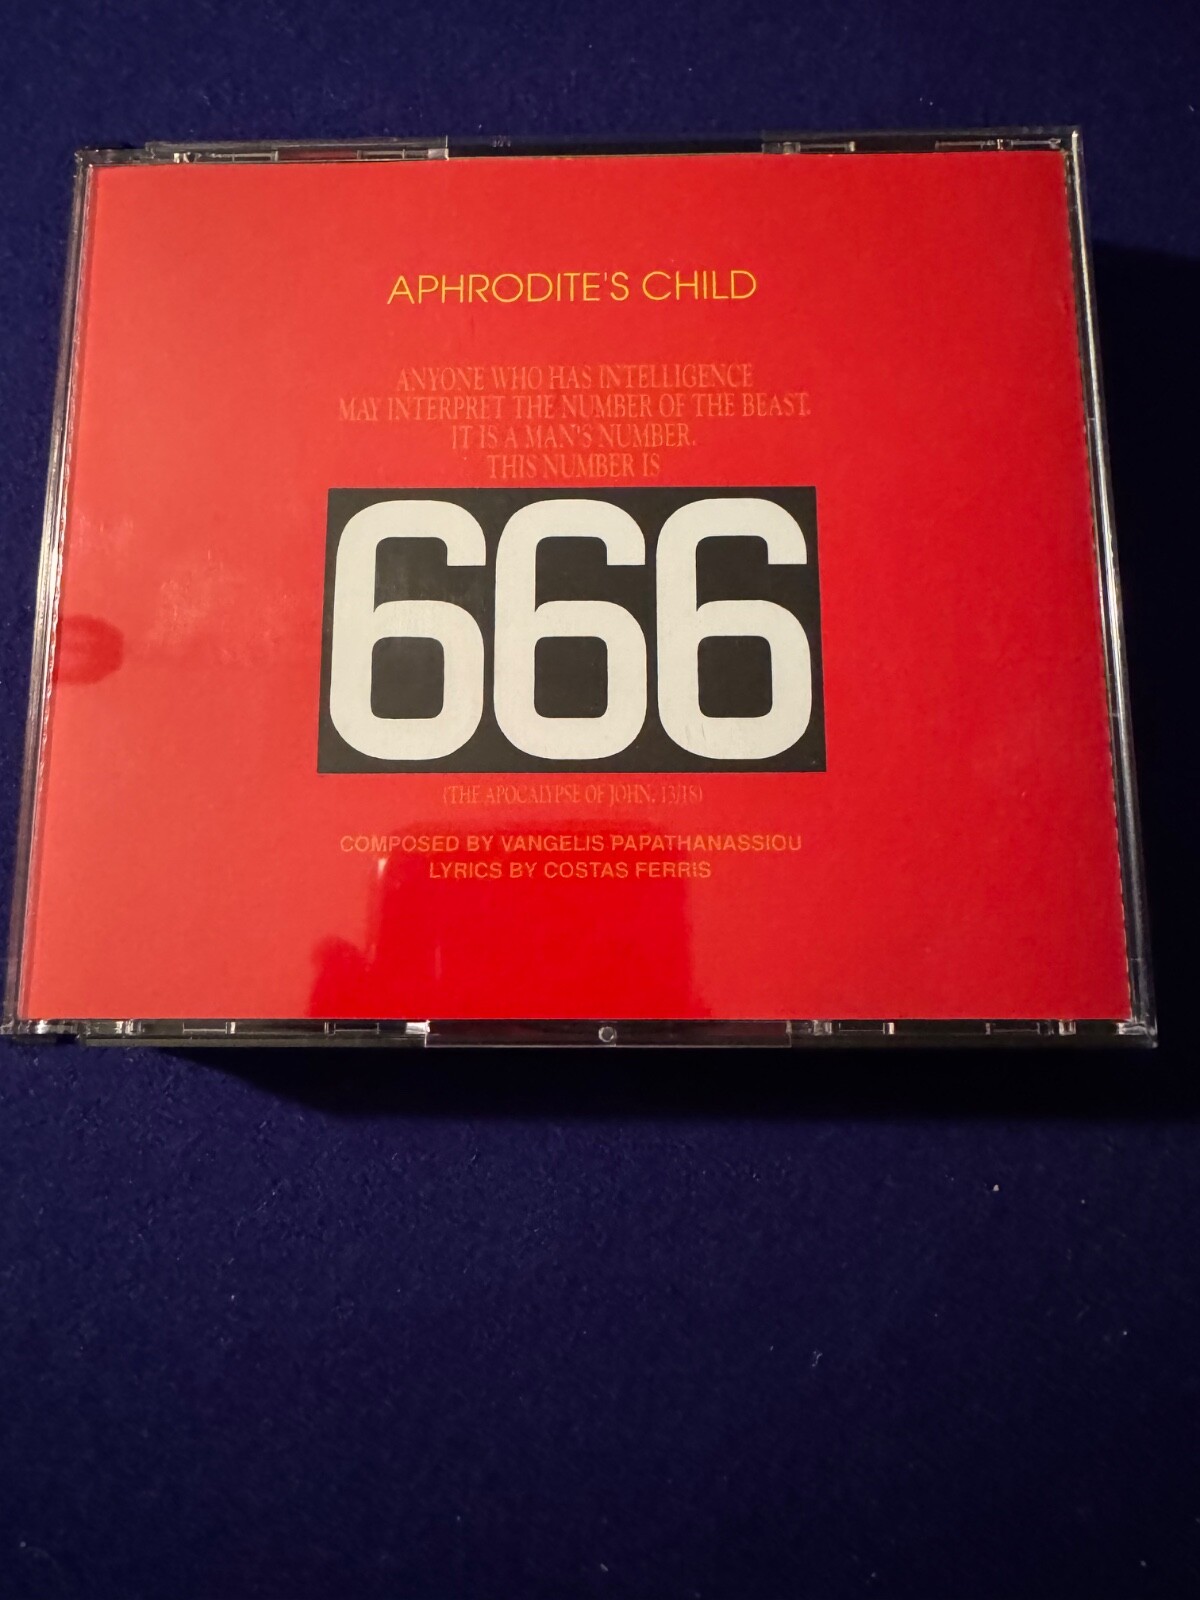 APHRODITE'S CHILD
ANYONE WHO HAS INTELLIGENCE
MAY INTERPRET THE NUMBER OF THE BEAST.
IT IS A MAN'S NUMBER.
THIS NUMBER IS
666
(THE APOCALYPSE OF JOHN, 13/18)
COMPOSED BY VANGELIS PAPATHANASSIOU
LYRICS BY COSTAS FERRIS